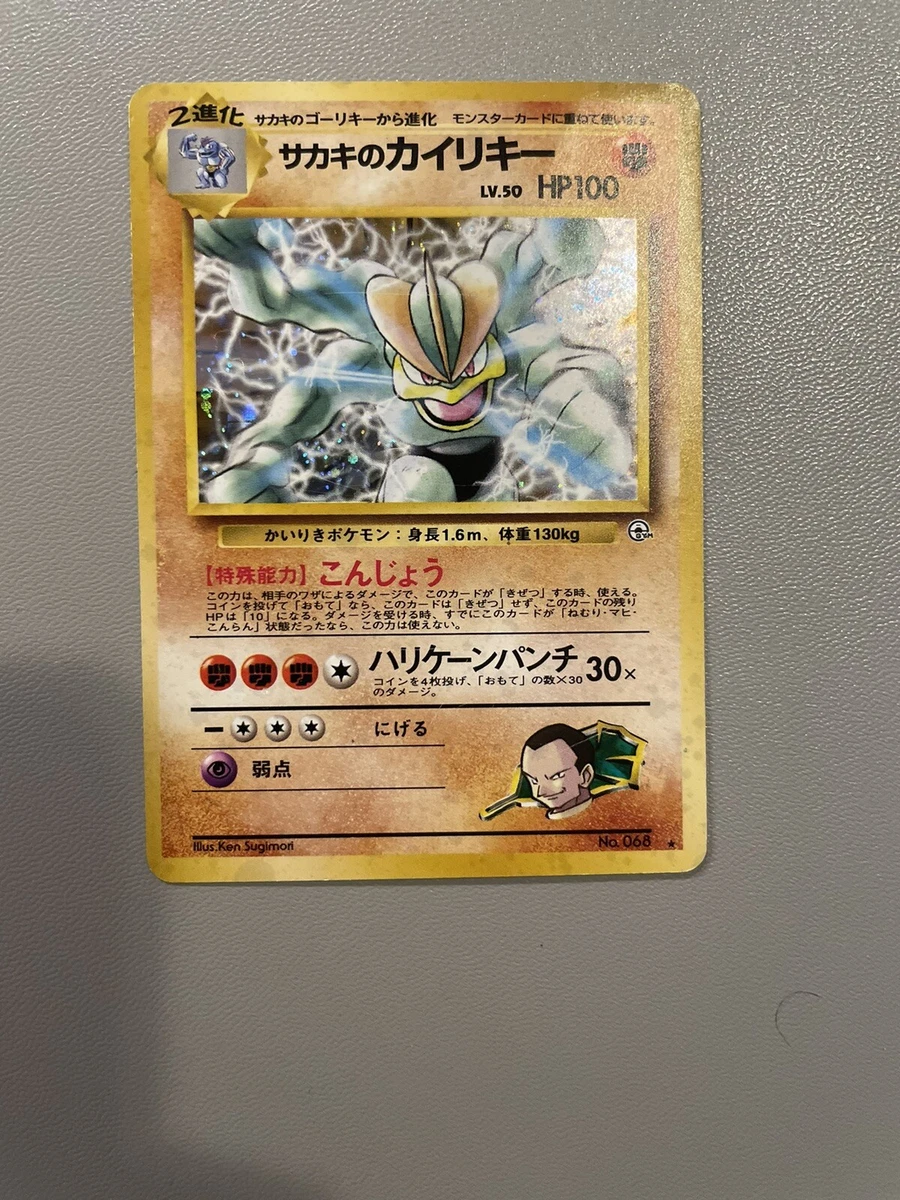 2進化 サカキのゴーリキーから進化 モンスターカードに重ねて使います。
サカキのカイリキー
LV.50 HP100
かいりきポケモン：身長1.6m、体重130kg
GYM
【特殊能力】こんじょう
この力は、相手のワザによるダメージで、このカードが「きぜつ」する時、使える。
コインを投げて「おもて」なら、このカードは「きぜつ」せず、このカードの残り
HPは「10」になる。ダメージを受ける時、すでにこのカードが「ねむり・マヒ・
こんらん」状態だったなら、この力は使えない。
ハリケーンパンチ 30×
コインを4枚投げ、「おもて」の数×30
のダメージ。
にげる
弱点
Illus.Ken Sugimori No.068 ★